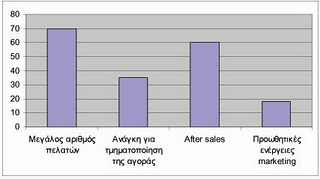 80
70
60
50
40
30
20
10
0
Μεγάλος αριθμός
πελατών
Ανάγκη για
τμηματοποίηση
της αγοράς
After sales
Προωθητικές
ενέργειες
marketing